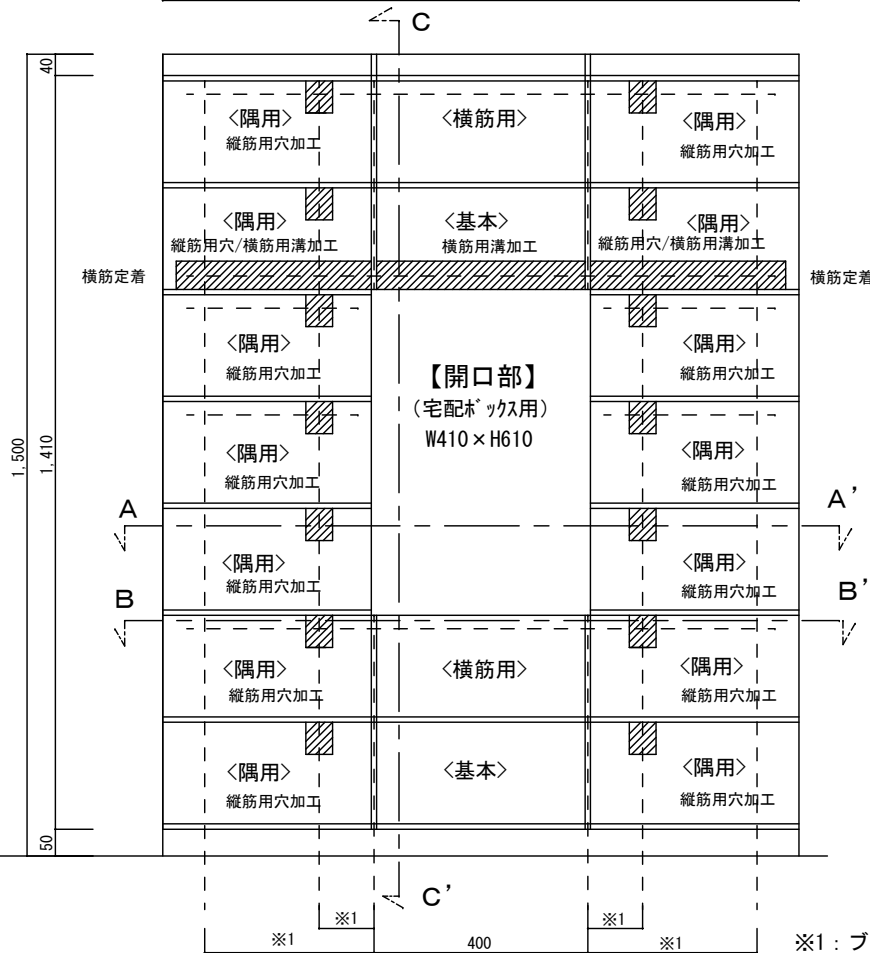 C
40
<隅用>
縦筋用穴加工
<横筋用>
<隅用>
縦筋用穴加工
<隅用>
縦筋用穴/横筋用溝加工
<基本>
横筋用溝加工
<隅用>
縦筋用穴/横筋用溝加工
横筋定着
横筋定着
<隅用>
縦筋用穴加工
【開口部】
(宅配ボックス用)
W410×H610
<隅用>
縦筋用穴加工
1,500
1,410
<隅用>
縦筋用穴加工
<隅用>
縦筋用穴加工
A
A'
<隅用>
縦筋用穴加工
<隅用>
縦筋用穴加工
B
B'
<隅用>
縦筋用穴加工
<横筋用>
<隅用>
縦筋用穴加工
<隅用>
縦筋用穴加工
<基本>
<隅用>
縦筋用穴加工
50
C'
※1
※1
※1
400
※1
※1:ブ